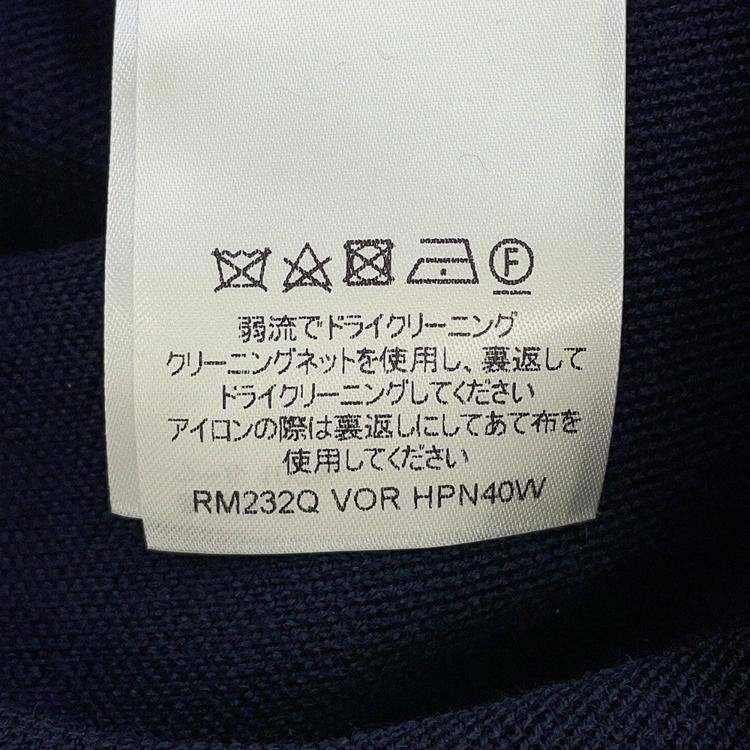 F
弱流でドライクリーニング
クリーニングネットを使用し、裏返して
ドライクリーニングしてください
アイロンの際は裏返しにしてあて布を
使用してください
RM232Q VOR HPN40W